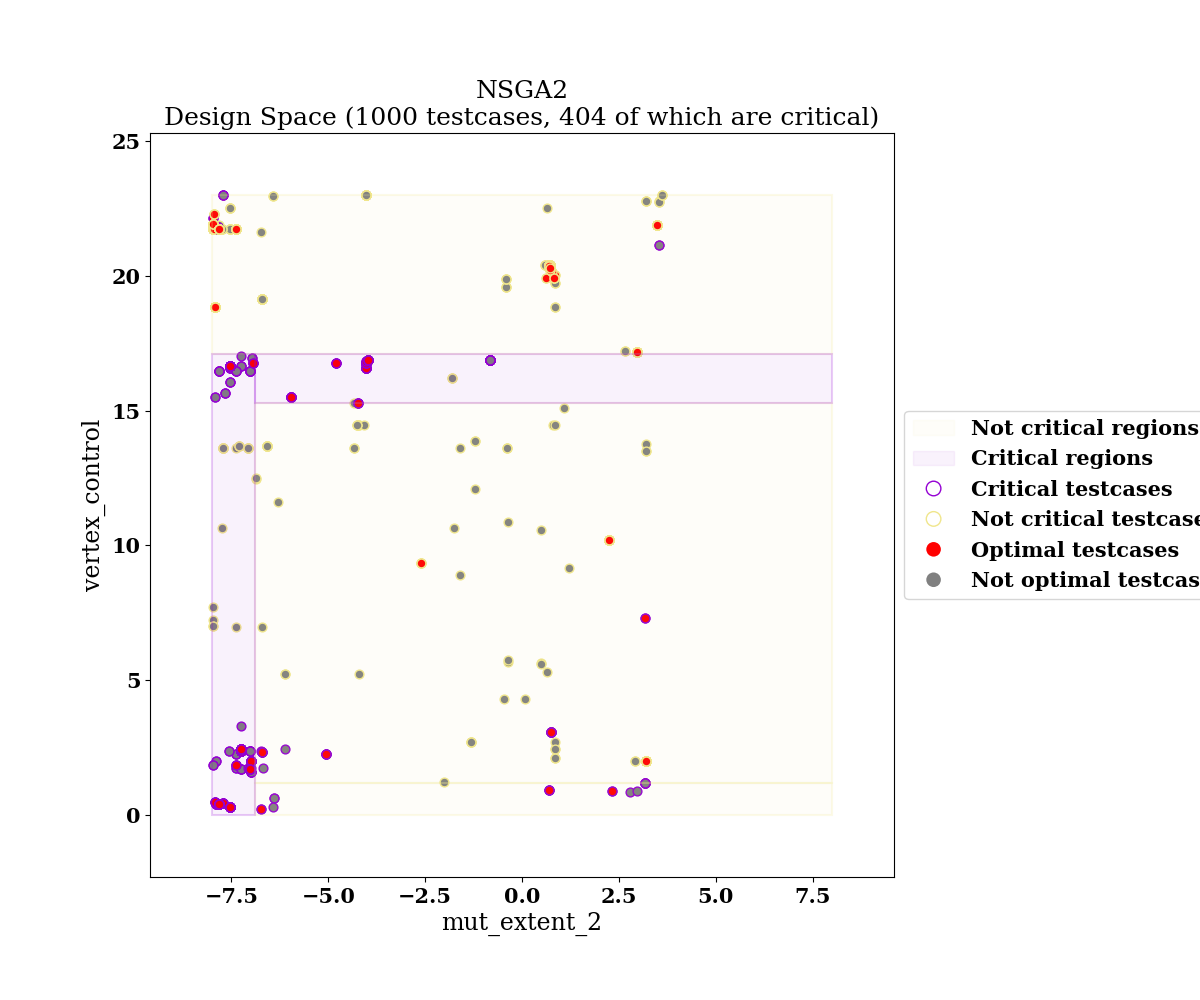 NSGA2
Design Space (1000 testcases, 404 of which are critical)
25
20
15
10
5
0
vertex_control
−7.5
−5.0
−2.5
0.0
2.5
5.0
7.5
mut_extent_2
Not critical regions
Critical regions
Critical testcases
Not critical testcase
Optimal testcases
Not optimal testcas